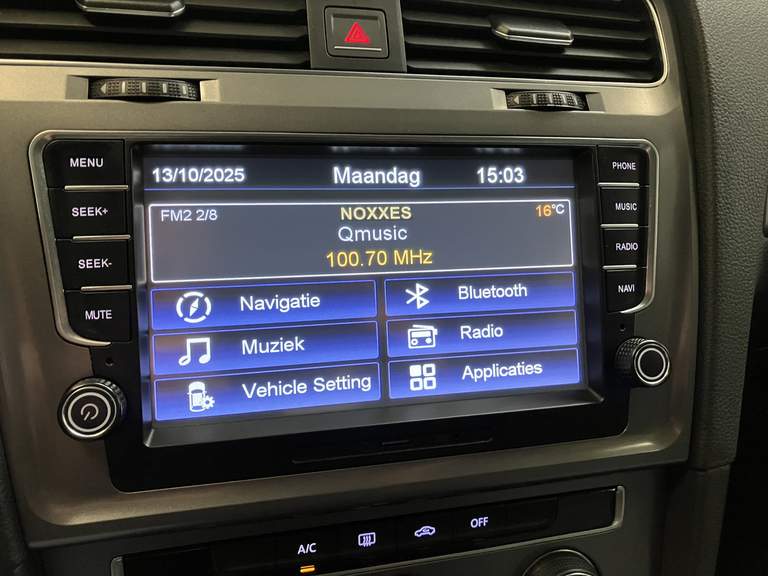 MENU
SEEK+
SEEK-
MUTE
13/10/2025 Maandag 15:03
FM2 2/8 NOXXES 16°C
Qmusic
100.70 MHz
Navigatie
Bluetooth
Muziek
Radio
Vehicle Setting
Applicaties
PHONE
MUSIC
RADIO
NAVI
A/C
OFF